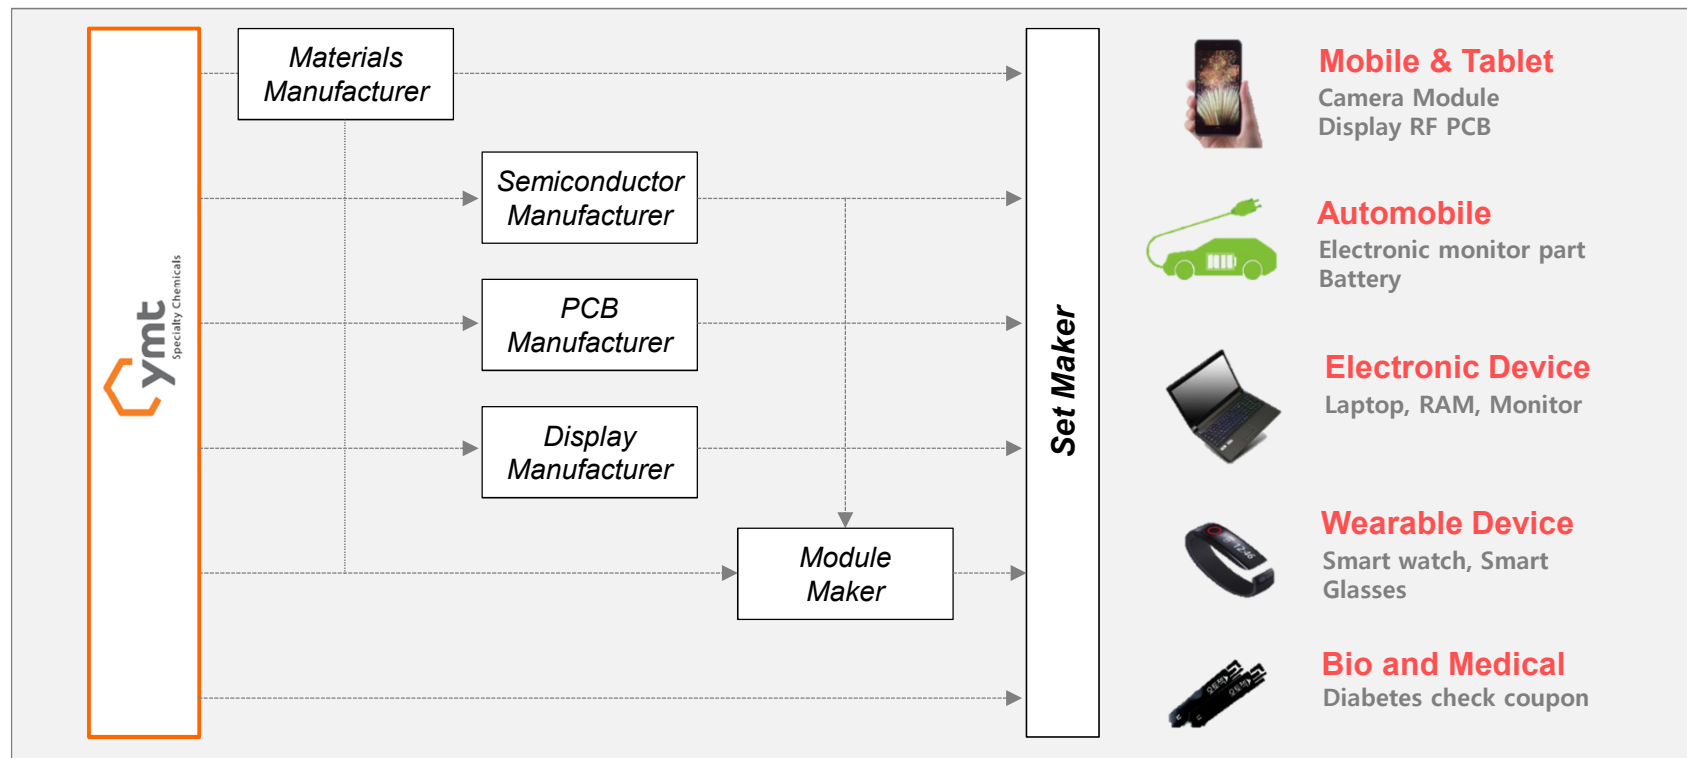 ymt
Specialty Chemicals
Materials
Manufacturer
Semiconductor
Manufacturer
PCB
Manufacturer
Display
Manufacturer
Module
Maker
Set Maker
Mobile & Tablet
Camera Module
Display RF PCB
Automobile
Electronic monitor part
Battery
Electronic Device
Laptop, RAM, Monitor
12:46
Wearable Device
Smart watch, Smart
Glasses
Bio and Medical
Diabetes check coupon